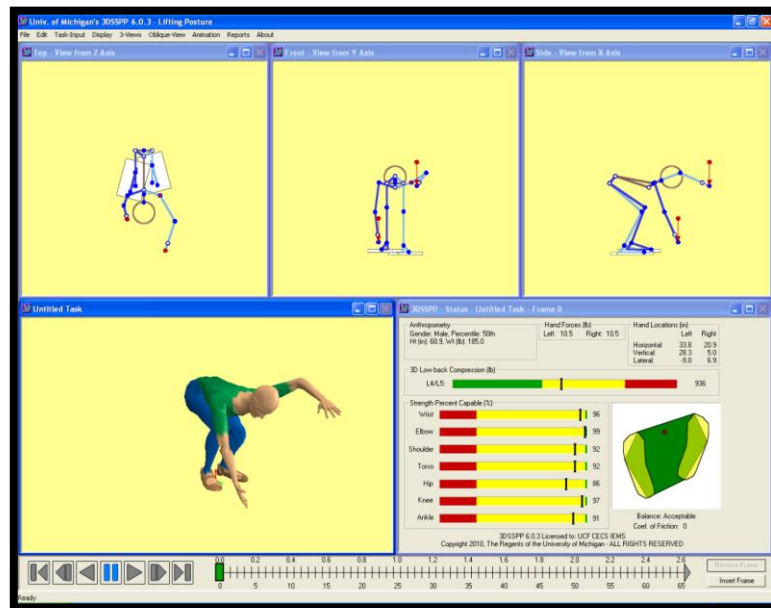 Univ. of Michigan's 3DSSPP 6.0.3 - Lifting Posture
File Edit Task-Input Display 3-Views Oblique-View Animation Reports About
Top - View from Z Axis
Front - View from Y Axis
Side - View from X Axis
Untitled Task
3DSSPP - Status - Untitled Task - Frame 0
Anthropometry
Gender: Male, Percentile: 50th
Ht (in): 68.9, Wt (lb): 185.0
Hand Forces (lb)
Left: 10.5 Right: 10.5
Hand Locations (in)
Left Right
Horizontal: 33.8 20.9
Vertical: 28.3 5.0
Lateral: -9.0 6.9
3D Low back Compression (lb)
L4/L5: 936
Strength Percent Capable (%)
Wrist 96
Elbow 99
Shoulder 92
Torso 92
Hip 86
Knee 97
Ankle 91
Balance: Acceptable
Coef. of Friction: 0
3DSSPP 6.0.3 Licensed to: UCF CECS IEMS
Copyright 2010, The Regents of the University of Michigan - ALL RIGHTS RESERVED
0.0 0.2 0.4 0.6 0.8 1.0 1.2 1.4 1.6 1.8 2.0 2.2 2.4 2.6
0 5 10 15 20 25 30 35 40 45 50 55 60 65
Remove Frame
Insert Frame
Ready